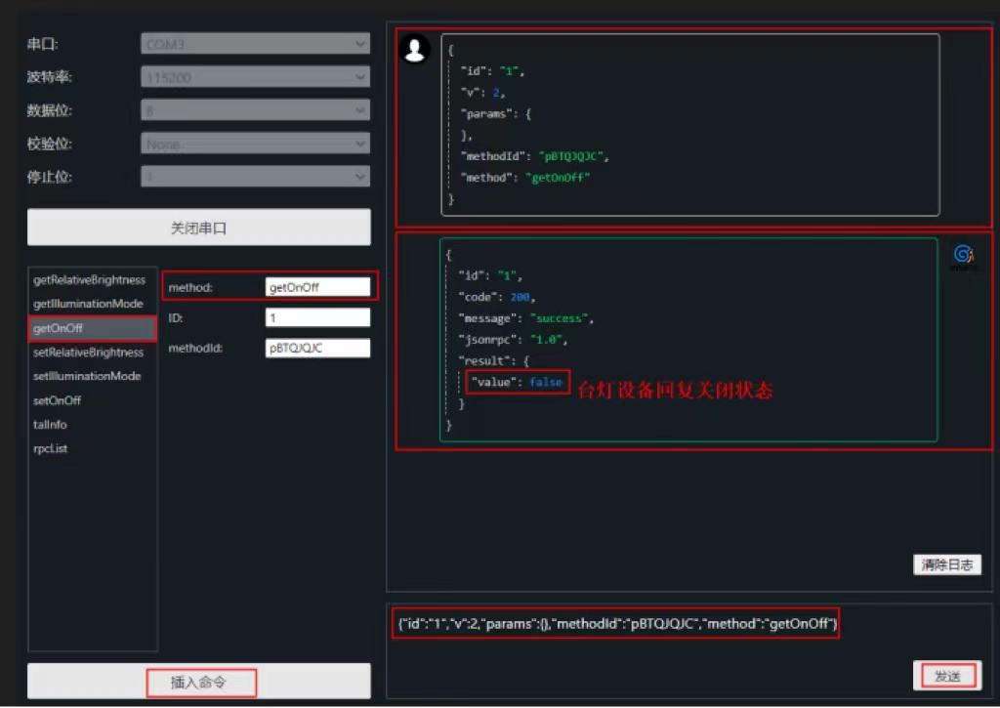 串口:
COM3
波特率:
115200
数据位:
8
校验位:
None
停止位:
1
关闭串口
getRelativeBrightness
getIlluminationMode
getOnOff
setRelativeBrightness
setIlluminationMode
setOnOff
talInfo
rpcList
method:
getOnOff
ID:
1
methodId:
pBTQJQJC
插入命令
{
"id": "1",
"v": 2,
"params": {
},
"methodId": "pBTQJQJC",
"method": "getOnOff"
}
{
"id": "1",
"code": 200,
"message": "success",
"jsonrpc": "1.0",
"result": {
"value": false
台灯设备回复关闭状态
}
}
清除日志
{"id":"1","v":2,"params":{},"methodId":"pBTQJQJC","method":"getOnOff"}
发送